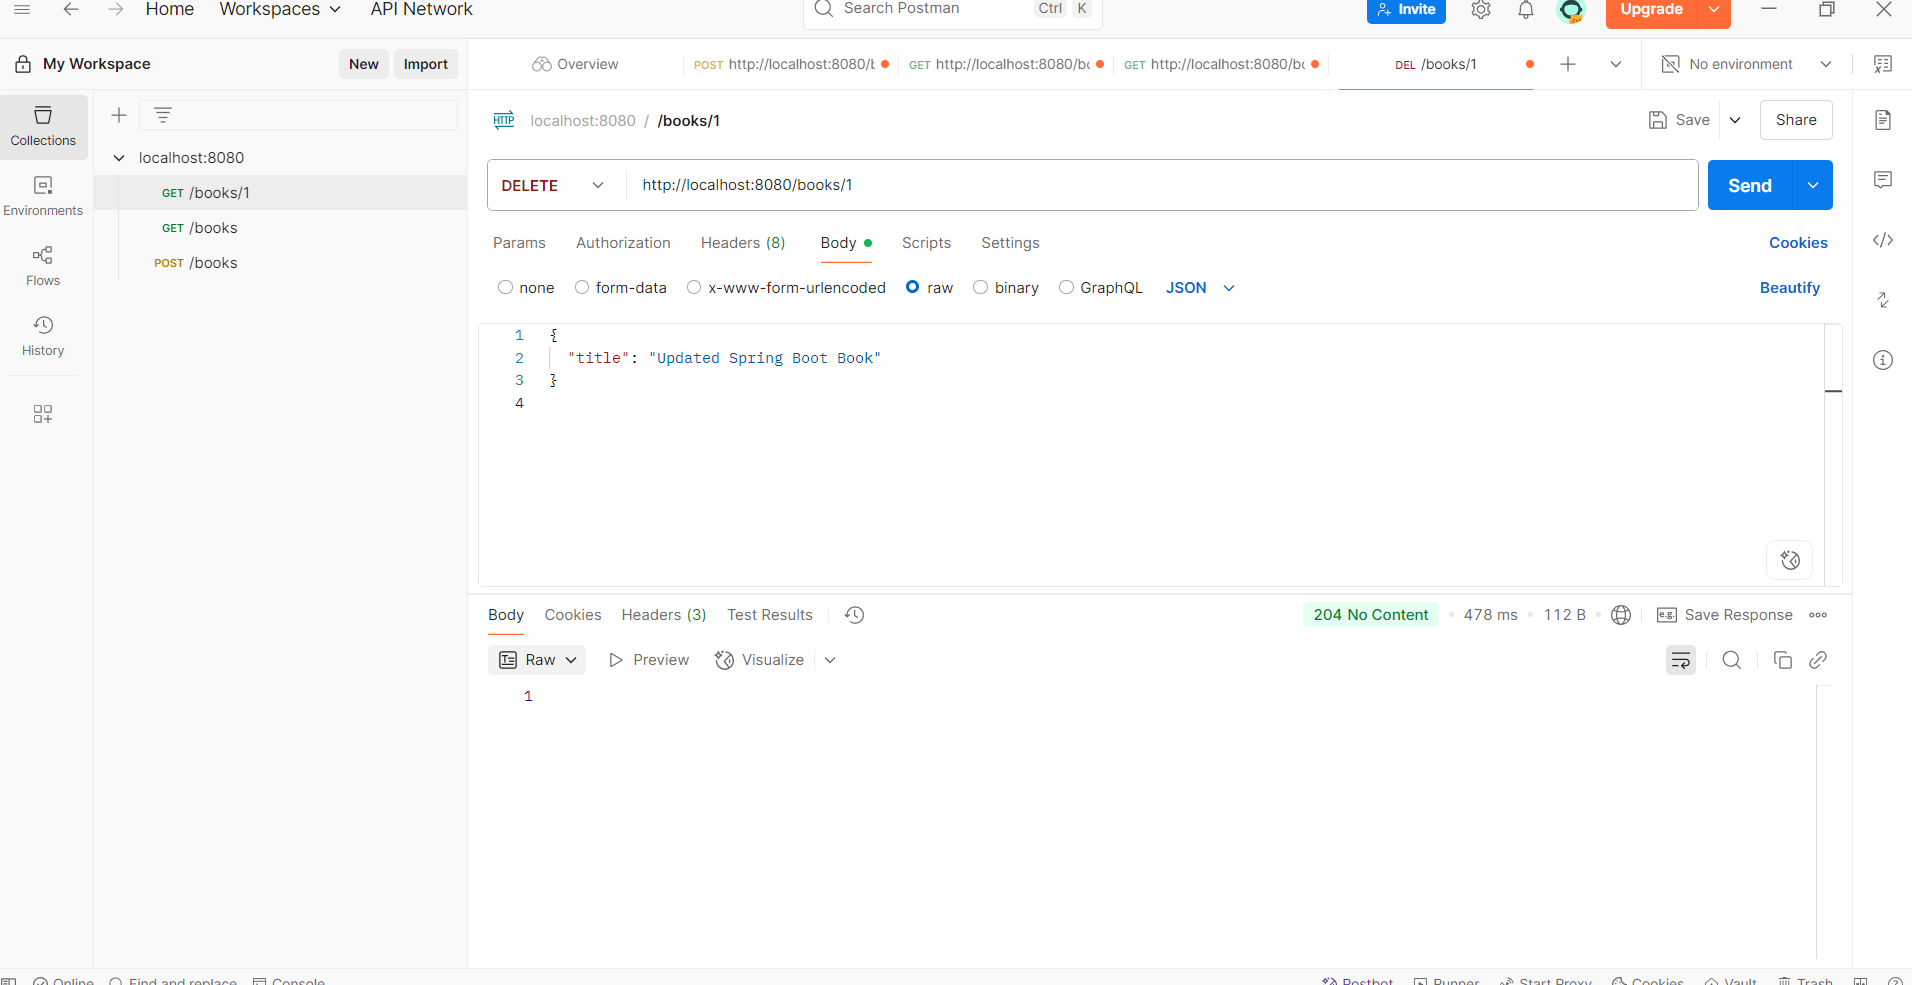 Home Workspaces API Network Search Postman Ctrl K Invite Upgrade
My Workspace New Import Overview POST http://localhost:8080/b GET http://localhost:8080/bo GET http://localhost:8080/bo DEL /books/1 No environment
Collections
Environments
Flows
History
localhost:8080
GET /books/1
GET /books
POST /books
HTTP localhost:8080 / /books/1 Save Share
DELETE http://localhost:8080/books/1 Send
Params Authorization Headers (8) Body Scripts Settings Cookies
none form-data x-www-form-urlencoded raw binary GraphQL JSON Beautify
1 {
2 "title": "Updated Spring Boot Book"
3 }
4
Body Cookies Headers (3) Test Results 204 No Content 478 ms 112 B e.g. Save Response
Raw Preview Visualize
1
Online Find and replace Console Postbot Runner Start Proxy Cookies Vault Trash